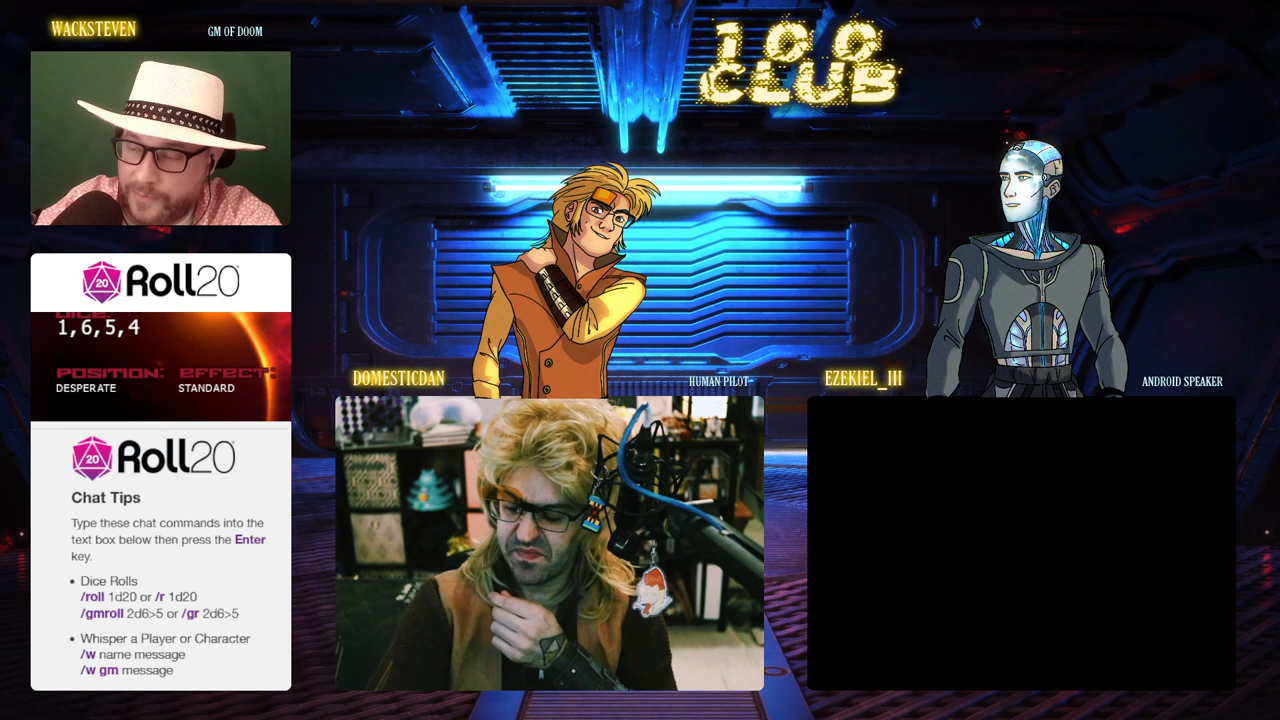 WACKSTEVEN
GM OF DOOM
100
CLUB
20
Roll20
DICE:
1,6,5,4
POSITION: EFFECT:
DESPERATE STANDARD
20
Roll20
Chat Tips
Type these chat commands into the
text box below then press the Enter
key.
• Dice Rolls
/roll 1d20 or /r 1d20
/gmroll 2d6>5 or /gr 2d6>5
• Whisper a Player or Character
/w name message
/w gm message
DOMESTICDAN
HUMAN PILOT
EZEKIEL_III
ANDROID SPEAKER